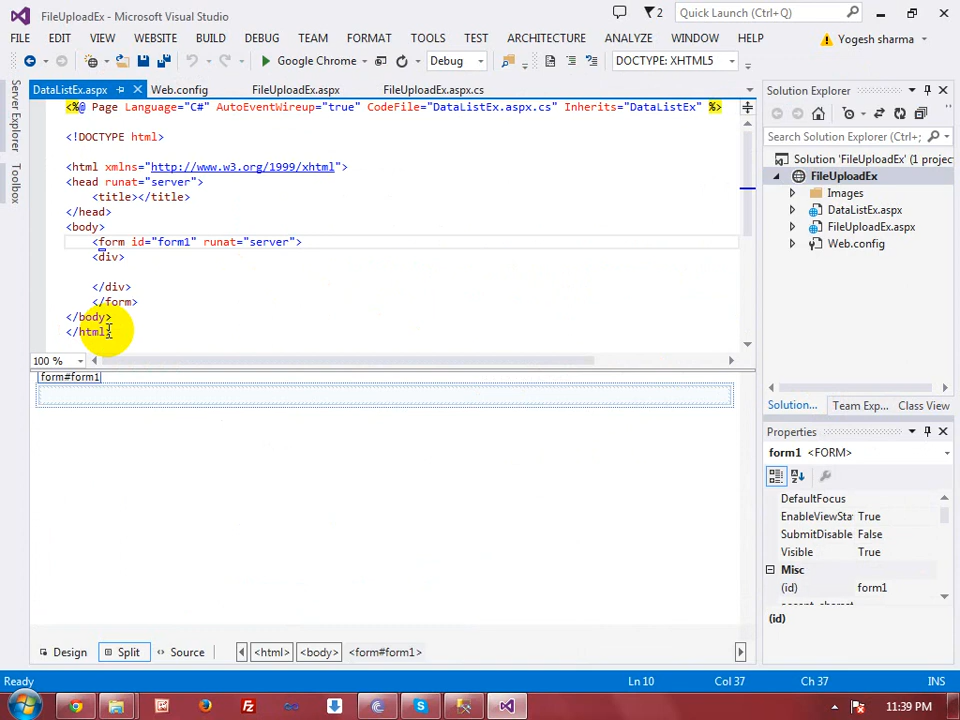 FileUploadEx - Microsoft Visual Studio
2
Quick Launch (Ctrl+Q)
FILE EDIT VIEW WEBSITE BUILD DEBUG TEAM FORMAT TOOLS TEST ARCHITECTURE ANALYZE WINDOW HELP
Yogesh sharma
Google Chrome
Debug
DOCTYPE: XHTML5
Server Explorer
Toolbox
DataListEx.aspx Web.config FileUploadEx.aspx FileUploadEx.aspx.cs
<%@ Page Language="C#" AutoEventWireup="true" CodeFile="DataListEx.aspx.cs" Inherits="DataListEx" %>
<!DOCTYPE html>
<html xmlns="http://www.w3.org/1999/xhtml">
<head runat="server">
<title></title>
</head>
<body>
<form id="form1" runat="server">
<div>
</div>
</form>
</body>
</html>
100 %
form#form1
Design Split Source <html> <body> <form#form1>
Solution Explorer
Search Solution Explorer (Ctrl+;
Solution 'FileUploadEx' (1 projec
FileUploadEx
Images
DataListEx.aspx
FileUploadEx.aspx
Web.config
Solution... Team Exp... Class View
Properties
form1 <FORM>
DefaultFocus
EnableViewSta True
SubmitDisable False
Visible True
Misc
(id) form1
(id)
Ready Ln 10 Col 37 Ch 37 INS
11:39 PM